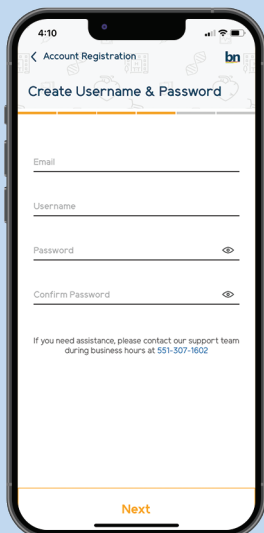 4:10
Account Registration
bn
Create Username & Password
Email
Username
Password
Confirm Password
If you need assistance, please contact our support team
during business hours at 551-307-1602
Next